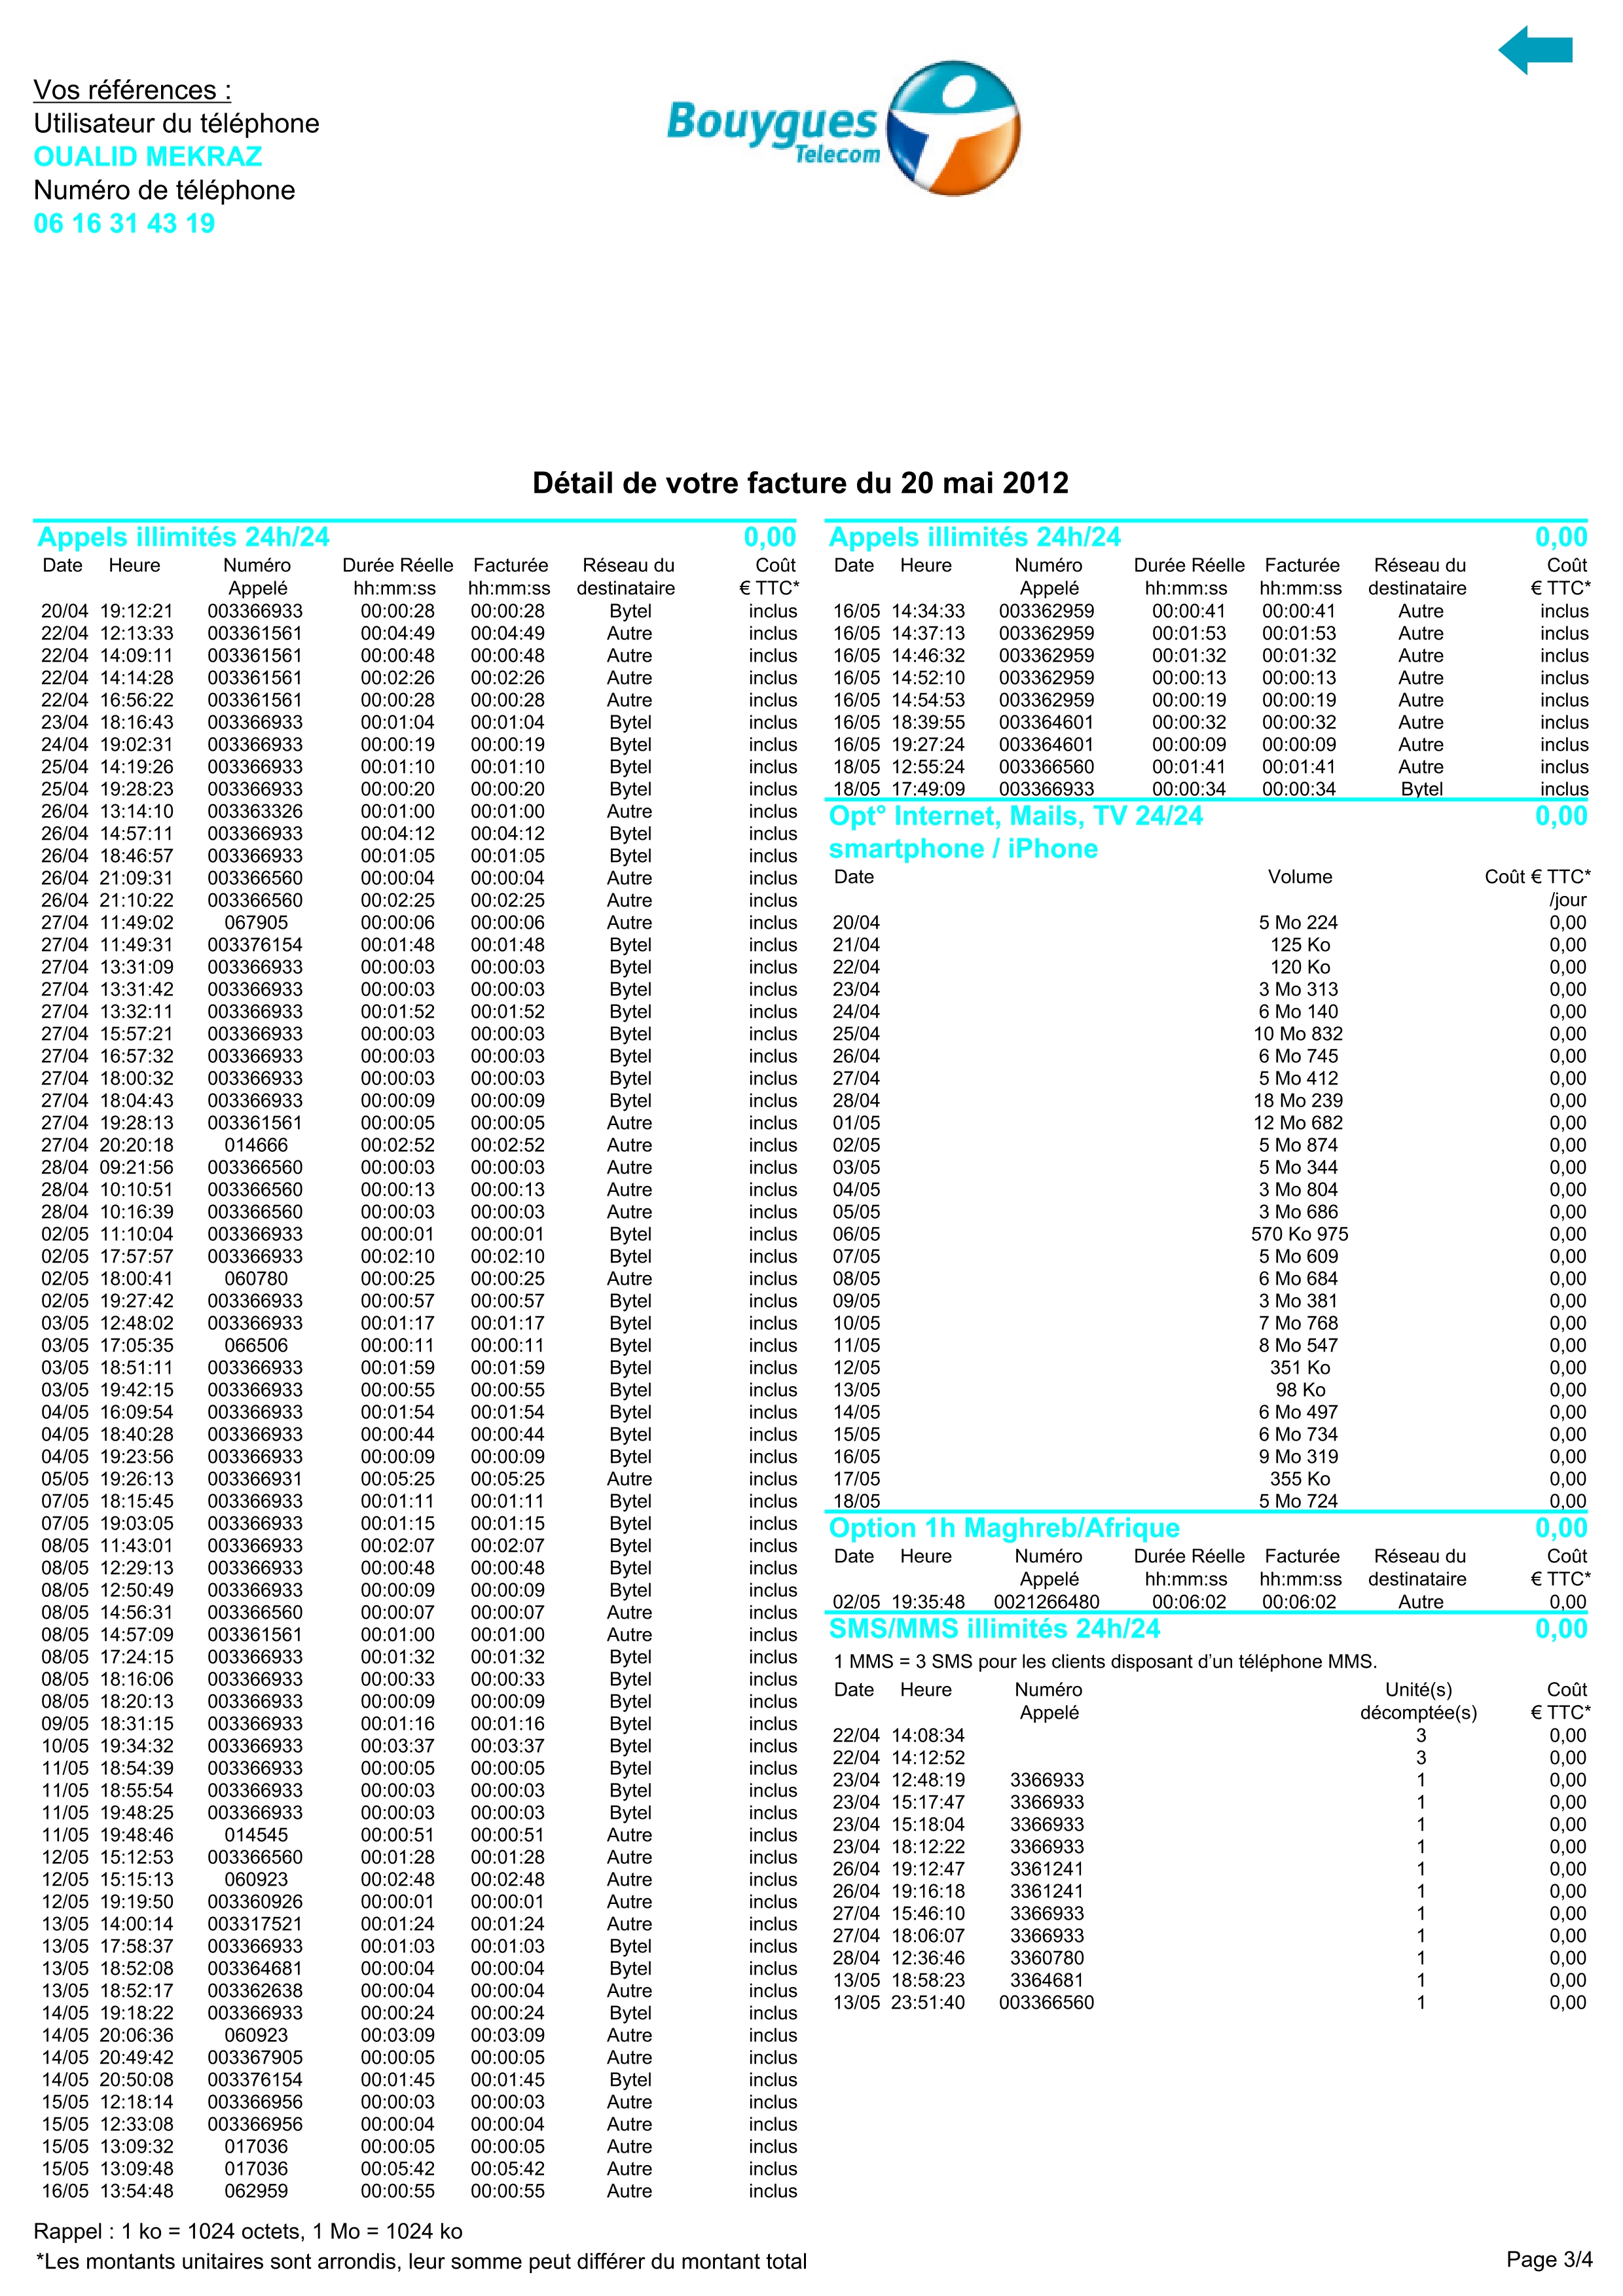 Vos références :
Utilisateur du téléphone
OUALID MEKRAZ
Numéro de téléphone
06 16 31 43 19
Bouygues
Telecom
Détail de votre facture du 20 mai 2012
Appels illimités 24h/24 0,00
Date Heure Numéro Durée Réelle Facturée Réseau du Coût
Appelé hh:mm:ss hh:mm:ss destinataire € TTC*
20/04 19:12:21 003366933 00:00:28 00:00:28 Bytel inclus
22/04 12:13:33 003361561 00:04:49 00:04:49 Autre inclus
22/04 14:09:11 003361561 00:00:48 00:00:48 Autre inclus
22/04 14:14:28 003361561 00:02:26 00:02:26 Autre inclus
22/04 16:56:22 003361561 00:00:28 00:00:28 Autre inclus
23/04 18:16:43 003366933 00:01:04 00:01:04 Bytel inclus
24/04 19:02:31 003366933 00:00:19 00:00:19 Bytel inclus
25/04 14:19:26 003366933 00:01:10 00:01:10 Bytel inclus
25/04 19:28:23 003366933 00:00:20 00:00:20 Bytel inclus
26/04 13:14:10 003363326 00:01:00 00:01:00 Autre inclus
26/04 14:57:11 003366933 00:04:12 00:04:12 Bytel inclus
26/04 18:46:57 003366933 00:01:05 00:01:05 Bytel inclus
26/04 21:09:31 003366560 00:00:04 00:00:04 Autre inclus
26/04 21:10:22 003366560 00:02:25 00:02:25 Autre inclus
27/04 11:49:02 067905 00:00:06 00:00:06 Autre inclus
27/04 11:49:31 003376154 00:01:48 00:01:48 Bytel inclus
27/04 13:31:09 003366933 00:00:03 00:00:03 Bytel inclus
27/04 13:31:42 003366933 00:00:03 00:00:03 Bytel inclus
27/04 13:32:11 003366933 00:01:52 00:01:52 Bytel inclus
27/04 15:57:21 003366933 00:00:03 00:00:03 Bytel inclus
27/04 16:57:32 003366933 00:00:03 00:00:03 Bytel inclus
27/04 18:00:32 003366933 00:00:03 00:00:03 Bytel inclus
27/04 18:04:43 003366933 00:00:09 00:00:09 Bytel inclus
27/04 19:28:13 003361561 00:00:05 00:00:05 Autre inclus
27/04 20:20:18 014666 00:02:52 00:02:52 Autre inclus
28/04 09:21:56 003366560 00:00:03 00:00:03 Autre inclus
28/04 10:10:51 003366560 00:00:13 00:00:13 Autre inclus
28/04 10:16:39 003366560 00:00:03 00:00:03 Autre inclus
02/05 11:10:04 003366933 00:00:01 00:00:01 Bytel inclus
02/05 17:57:57 003366933 00:02:10 00:02:10 Bytel inclus
02/05 18:00:41 060780 00:00:25 00:00:25 Autre inclus
02/05 19:27:42 003366933 00:00:57 00:00:57 Bytel inclus
03/05 12:48:02 003366933 00:01:17 00:01:17 Bytel inclus
03/05 17:05:35 066506 00:00:11 00:00:11 Bytel inclus
03/05 18:51:11 003366933 00:01:59 00:01:59 Bytel inclus
03/05 19:42:15 003366933 00:00:55 00:00:55 Bytel inclus
04/05 16:09:54 003366933 00:01:54 00:01:54 Bytel inclus
04/05 18:40:28 003366933 00:00:44 00:00:44 Bytel inclus
04/05 19:23:56 003366933 00:00:09 00:00:09 Bytel inclus
05/05 19:26:13 003366931 00:05:25 00:05:25 Autre inclus
07/05 18:15:45 003366933 00:01:11 00:01:11 Bytel inclus
07/05 19:03:05 003366933 00:01:15 00:01:15 Bytel inclus
08/05 11:43:01 003366933 00:02:07 00:02:07 Bytel inclus
08/05 12:29:13 003366933 00:00:48 00:00:48 Bytel inclus
08/05 12:50:49 003366933 00:00:09 00:00:09 Bytel inclus
08/05 14:56:31 003366560 00:00:07 00:00:07 Autre inclus
08/05 14:57:09 003361561 00:01:00 00:01:00 Autre inclus
08/05 17:24:15 003366933 00:01:32 00:01:32 Bytel inclus
08/05 18:16:06 003366933 00:00:33 00:00:33 Bytel inclus
08/05 18:20:13 003366933 00:00:09 00:00:09 Bytel inclus
09/05 18:31:15 003366933 00:01:16 00:01:16 Bytel inclus
10/05 19:34:32 003366933 00:03:37 00:03:37 Bytel inclus
11/05 18:54:39 003366933 00:00:05 00:00:05 Bytel inclus
11/05 18:55:54 003366933 00:00:03 00:00:03 Bytel inclus
11/05 19:48:25 003366933 00:00:03 00:00:03 Bytel inclus
11/05 19:48:46 014545 00:00:51 00:00:51 Autre inclus
12/05 15:12:53 003366560 00:01:28 00:01:28 Autre inclus
12/05 15:15:13 060923 00:02:48 00:02:48 Autre inclus
12/05 19:19:50 003360926 00:00:01 00:00:01 Autre inclus
13/05 14:00:14 003317521 00:01:24 00:01:24 Autre inclus
13/05 17:58:37 003366933 00:01:03 00:01:03 Bytel inclus
13/05 18:52:08 003364681 00:00:04 00:00:04 Bytel inclus
13/05 18:52:17 003362638 00:00:04 00:00:04 Autre inclus
14/05 19:18:22 003366933 00:00:24 00:00:24 Bytel inclus
14/05 20:06:36 060923 00:03:09 00:03:09 Autre inclus
14/05 20:49:42 003367905 00:00:05 00:00:05 Autre inclus
14/05 20:50:08 003376154 00:01:45 00:01:45 Bytel inclus
15/05 12:18:14 003366956 00:00:03 00:00:03 Autre inclus
15/05 12:33:08 003366956 00:00:04 00:00:04 Autre inclus
15/05 13:09:32 017036 00:00:05 00:00:05 Autre inclus
15/05 13:09:48 017036 00:05:42 00:05:42 Autre inclus
16/05 13:54:48 062959 00:00:55 00:00:55 Autre inclus
Appels illimités 24h/24 0,00
Date Heure Numéro Durée Réelle Facturée Réseau du Coût
Appelé hh:mm:ss hh:mm:ss destinataire € TTC*
16/05 14:34:33 003362959 00:00:41 00:00:41 Autre inclus
16/05 14:37:13 003362959 00:01:53 00:01:53 Autre inclus
16/05 14:46:32 003362959 00:01:32 00:01:32 Autre inclus
16/05 14:52:10 003362959 00:00:13 00:00:13 Autre inclus
16/05 14:54:53 003362959 00:00:19 00:00:19 Autre inclus
16/05 18:39:55 003364601 00:00:32 00:00:32 Autre inclus
16/05 19:27:24 003364601 00:00:09 00:00:09 Autre inclus
18/05 12:55:24 003366560 00:01:41 00:01:41 Autre inclus
18/05 17:49:09 003366933 00:00:34 00:00:34 Bytel inclus
Opt° Internet, Mails, TV 24/24 0,00
smartphone / iPhone
Date Volume Coût € TTC*
/jour
20/04 5 Mo 224 0,00
21/04 125 Ko 0,00
22/04 120 Ko 0,00
23/04 3 Mo 313 0,00
24/04 6 Mo 140 0,00
25/04 10 Mo 832 0,00
26/04 6 Mo 745 0,00
27/04 5 Mo 412 0,00
28/04 18 Mo 239 0,00
01/05 12 Mo 682 0,00
02/05 5 Mo 874 0,00
03/05 5 Mo 344 0,00
04/05 3 Mo 804 0,00
05/05 3 Mo 686 0,00
06/05 570 Ko 975 0,00
07/05 5 Mo 609 0,00
08/05 6 Mo 684 0,00
09/05 3 Mo 381 0,00
10/05 7 Mo 768 0,00
11/05 8 Mo 547 0,00
12/05 351 Ko 0,00
13/05 98 Ko 0,00
14/05 6 Mo 497 0,00
15/05 6 Mo 734 0,00
16/05 9 Mo 319 0,00
17/05 355 Ko 0,00
18/05 5 Mo 724 0,00
Option 1h Maghreb/Afrique 0,00
Date Heure Numéro Durée Réelle Facturée Réseau du Coût
Appelé hh:mm:ss hh:mm:ss destinataire € TTC*
02/05 19:35:48 0021266480 00:06:02 00:06:02 Autre 0,00
SMS/MMS illimités 24h/24 0,00
1 MMS = 3 SMS pour les clients disposant d'un téléphone MMS.
Date Heure Numéro Unité(s) Coût
Appelé décomptée(s) € TTC*
22/04 14:08:34 3 0,00
22/04 14:12:52 3 0,00
23/04 12:48:19 3366933 1 0,00
23/04 15:17:47 3366933 1 0,00
23/04 15:18:04 3366933 1 0,00
23/04 18:12:22 3366933 1 0,00
26/04 19:12:47 3361241 1 0,00
26/04 19:16:18 3361241 1 0,00
27/04 15:46:10 3366933 1 0,00
27/04 18:06:07 3366933 1 0,00
28/04 12:36:46 3360780 1 0,00
13/05 18:58:23 3364681 1 0,00
13/05 23:51:40 003366560 1 0,00
Rappel : 1 ko = 1024 octets, 1 Mo = 1024 ko
*Les montants unitaires sont arrondis, leur somme peut différer du montant total
Page 3/4